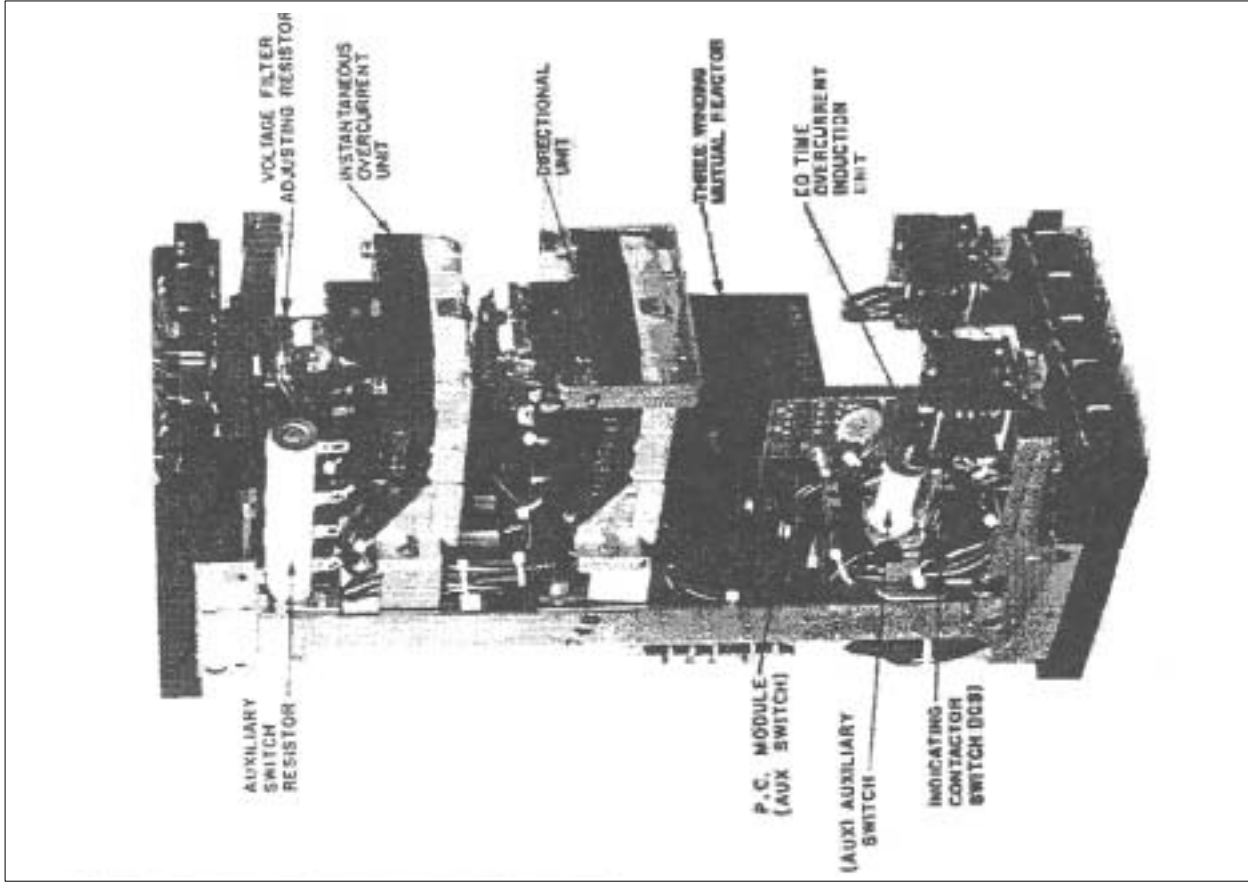 VOLTAGE FILTER
ADJUSTING RESISTOR
INSTANTANEOUS
OVERCURRENT
UNIT
DIRECTIONAL
UNIT
THREE WINDING
MUTUAL REACTOR
CO TIME
OVERCURRENT
INDUCTION
UNIT
AUXILIARY
SWITCH
RESISTOR
P.C. MODULE
(AUX SWITCH)
(AUX) AUXILIARY
SWITCH
INDICATING
CONTACTOR
SWITCH